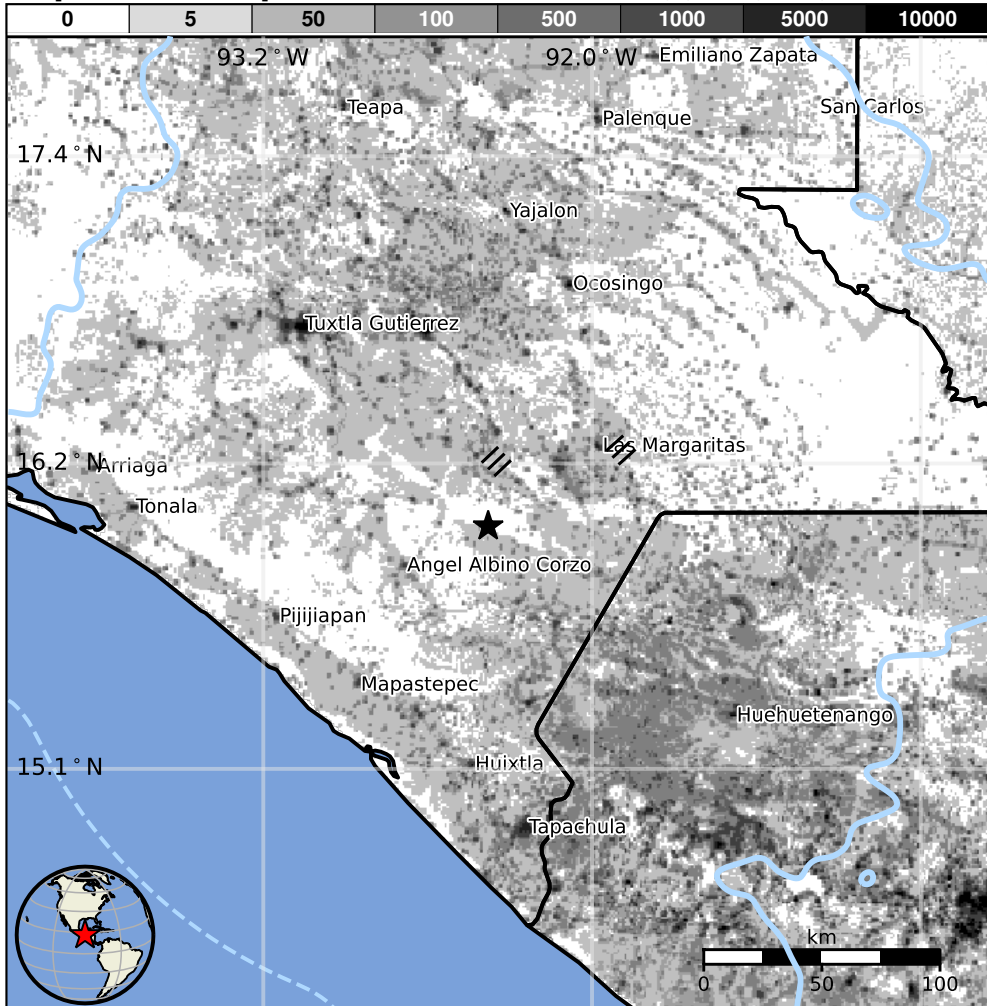 0 5 50 100 500 1000 5000 10000
93.2°W 92.0°W Emiliano Zapata
Teapa San Carlos
Palenque
17.4°N
Yajalon
Ocosingo
Tuxtla Gutierrez
Las Margaritas
16.2°N Arriaga
Tonala
Angel Albino Corzo
Pijijiapan
Mapastepec
Huehuetenango
15.1°N Huixtla
Tapachula
km
0 50 100